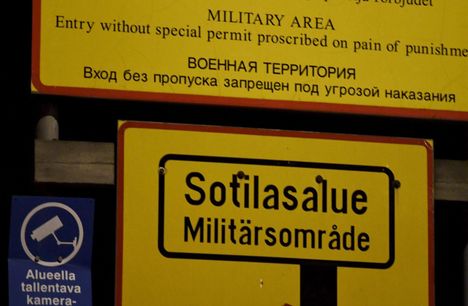 förbjudet
MILITARY AREA
Entry without special permit proscribed on pain of punishme
ВОЕННАЯ ТЕРРИТОРИЯ
Вход без пропуска запрещен под угрозой наказания
Sotilasalue
Militärsområde
Alueella
tallentava
kamera-